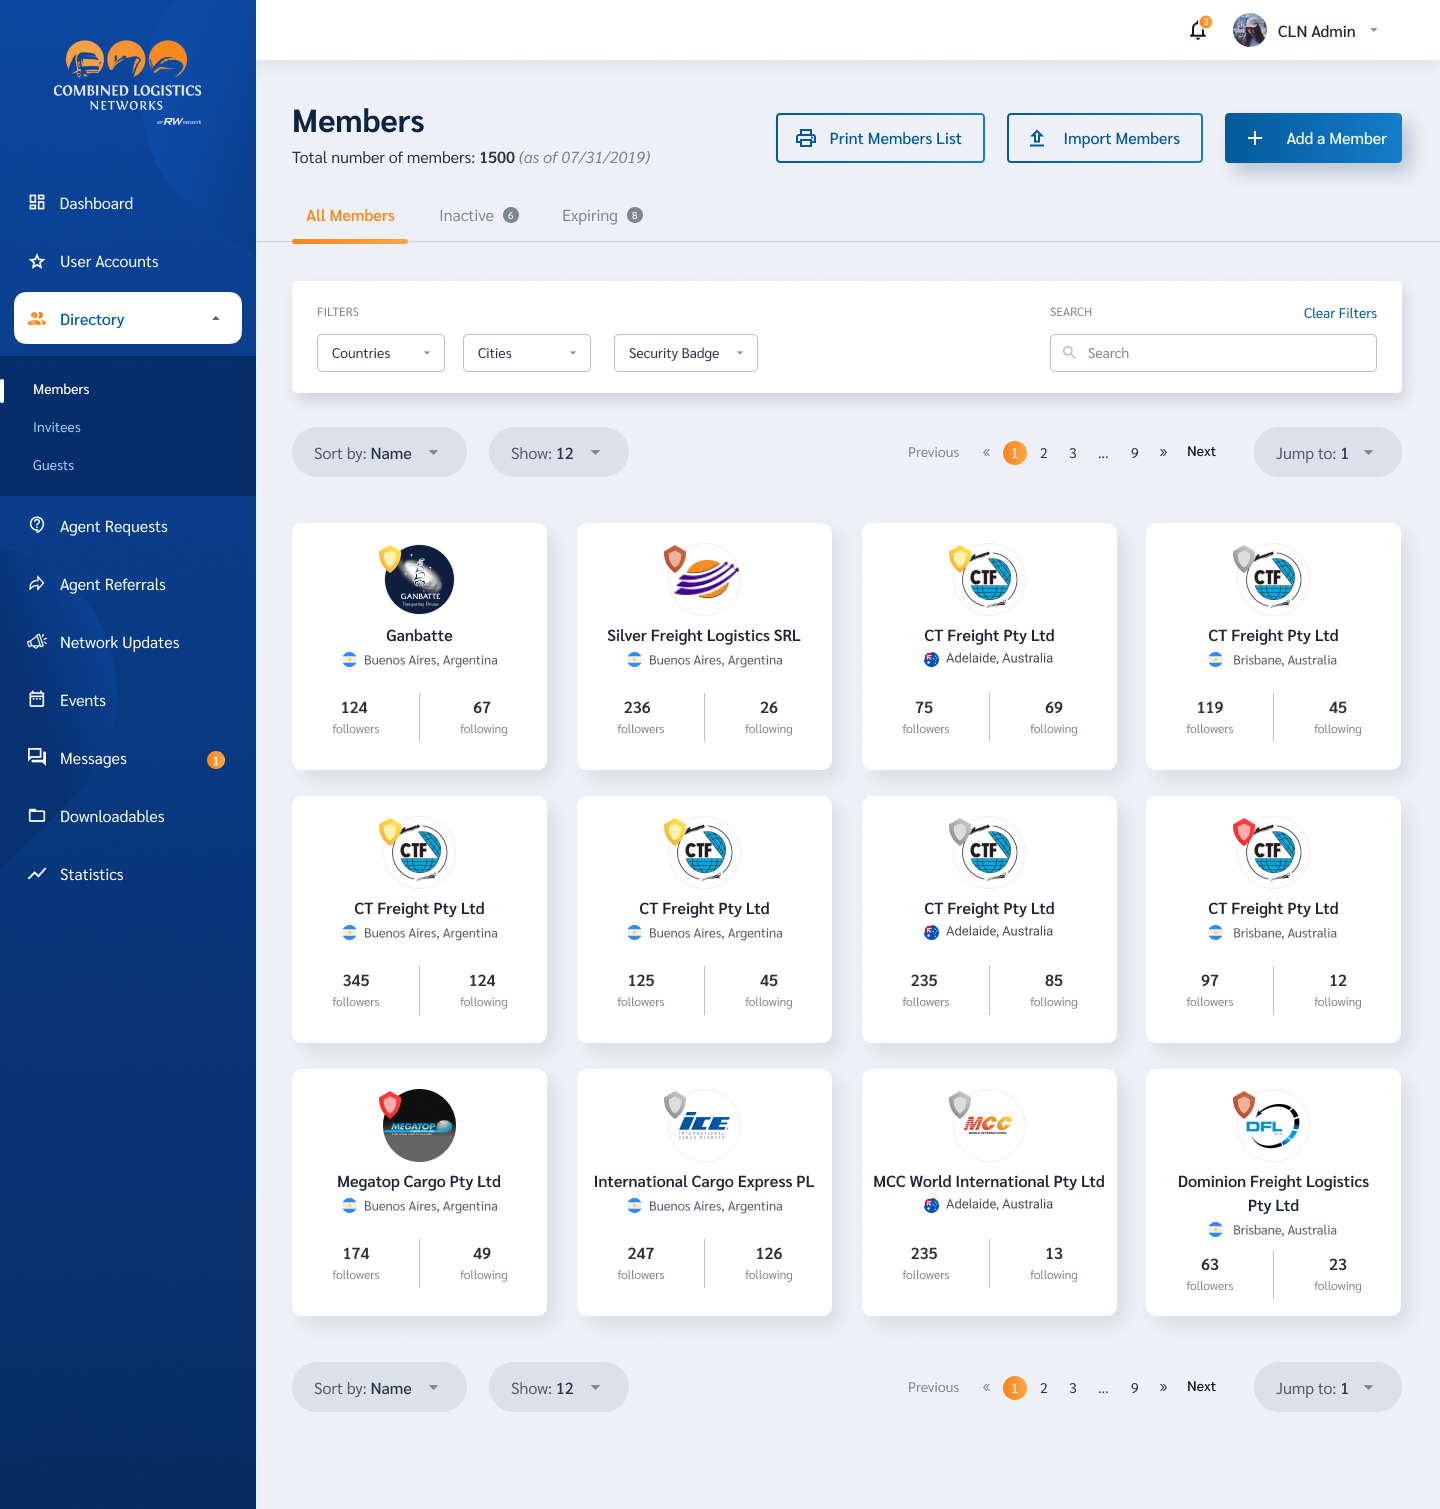 COMBINED LOGISTICS
NETWORKS
an RW network
3
CLN Admin
Members
Total number of members: 1500 (as of 07/31/2019)
Print Members List
Import Members
Add a Member
Dashboard
User Accounts
Directory
Members
Invitees
Guests
Agent Requests
Agent Referrals
Network Updates
Events
Messages 1
Downloadables
Statistics
All Members
Inactive 6
Expiring 8
FILTERS
Countries
Cities
Security Badge
SEARCH
Clear Filters
Search
Sort by: Name
Show: 12
Previous « 1 2 3 ... 9 » Next
Jump to: 1
GANBATTE
Transporting Dreams
Ganbatte
Buenos Aires, Argentina
124 67
followers following
Silver Freight Logistics SRL
Buenos Aires, Argentina
236 26
followers following
CTF
CT Freight Pty Ltd
Adelaide, Australia
75 69
followers following
CTF
CT Freight Pty Ltd
Brisbane, Australia
119 45
followers following
CTF
CT Freight Pty Ltd
Buenos Aires, Argentina
345 124
followers following
CTF
CT Freight Pty Ltd
Buenos Aires, Argentina
125 45
followers following
CTF
CT Freight Pty Ltd
Adelaide, Australia
235 85
followers following
CTF
CT Freight Pty Ltd
Brisbane, Australia
97 12
followers following
MEGATOP
Megatop Cargo Pty Ltd
Buenos Aires, Argentina
174 49
followers following
ICE
INTERNATIONAL
CARGO EXPRESS
International Cargo Express PL
Buenos Aires, Argentina
247 126
followers following
MCC
WORLD INTERNATIONAL
MCC World International Pty Ltd
Adelaide, Australia
235 13
followers following
DFL
Dominion Freight Logistics
Pty Ltd
Brisbane, Australia
63 23
followers following
Sort by: Name
Show: 12
Previous « 1 2 3 ... 9 » Next
Jump to: 1